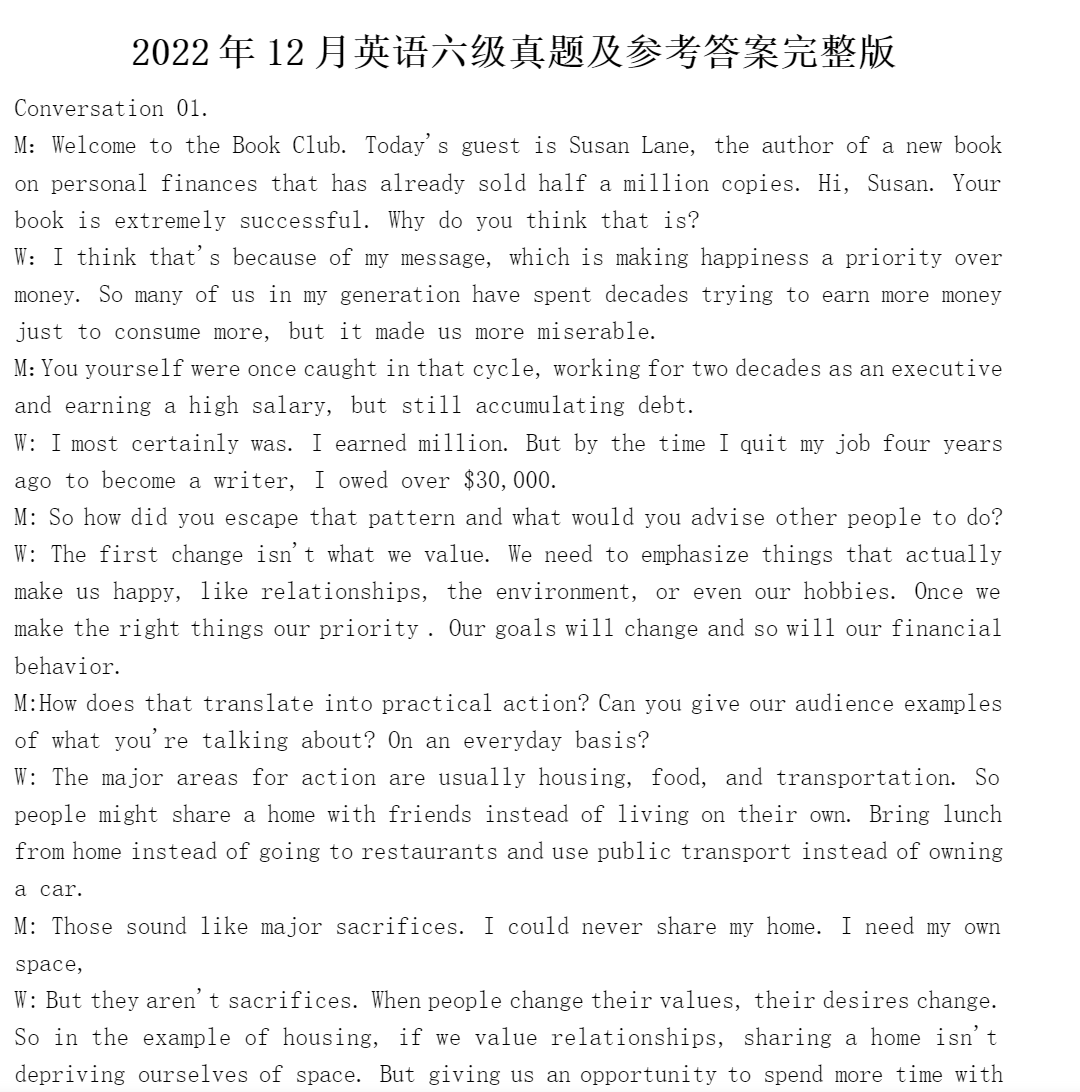 2022 年 12 月英语六级真题及参考答案完整版
Conversation 01.
M: Welcome to the Book Club. Today's guest is Susan Lane, the author of a new book
on personal finances that has already sold half a million copies. Hi, Susan. Your
book is extremely successful. Why do you think that is?
W: I think that's because of my message, which is making happiness a priority over
money. So many of us in my generation have spent decades trying to earn more money
just to consume more, but it made us more miserable.
M:You yourself were once caught in that cycle, working for two decades as an executive
and earning a high salary, but still accumulating debt.
W: I most certainly was. I earned million. But by the time I quit my job four years
ago to become a writer, I owed over $30,000.
M: So how did you escape that pattern and what would you advise other people to do?
W: The first change isn't what we value. We need to emphasize things that actually
make us happy, like relationships, the environment, or even our hobbies. Once we
make the right things our priority . Our goals will change and so will our financial
behavior.
M:How does that translate into practical action? Can you give our audience examples
of what you're talking about? On an everyday basis?
W: The major areas for action are usually housing, food, and transportation. So
people might share a home with friends instead of living on their own. Bring lunch
from home instead of going to restaurants and use public transport instead of owning
a car.
M: Those sound like major sacrifices. I could never share my home. I need my own
space,
W: But they aren't sacrifices. When people change their values, their desires change.
So in the example of housing, if we value relationships, sharing a home isn't
depriving ourselves of space. But giving us an opportunity to spend more time with